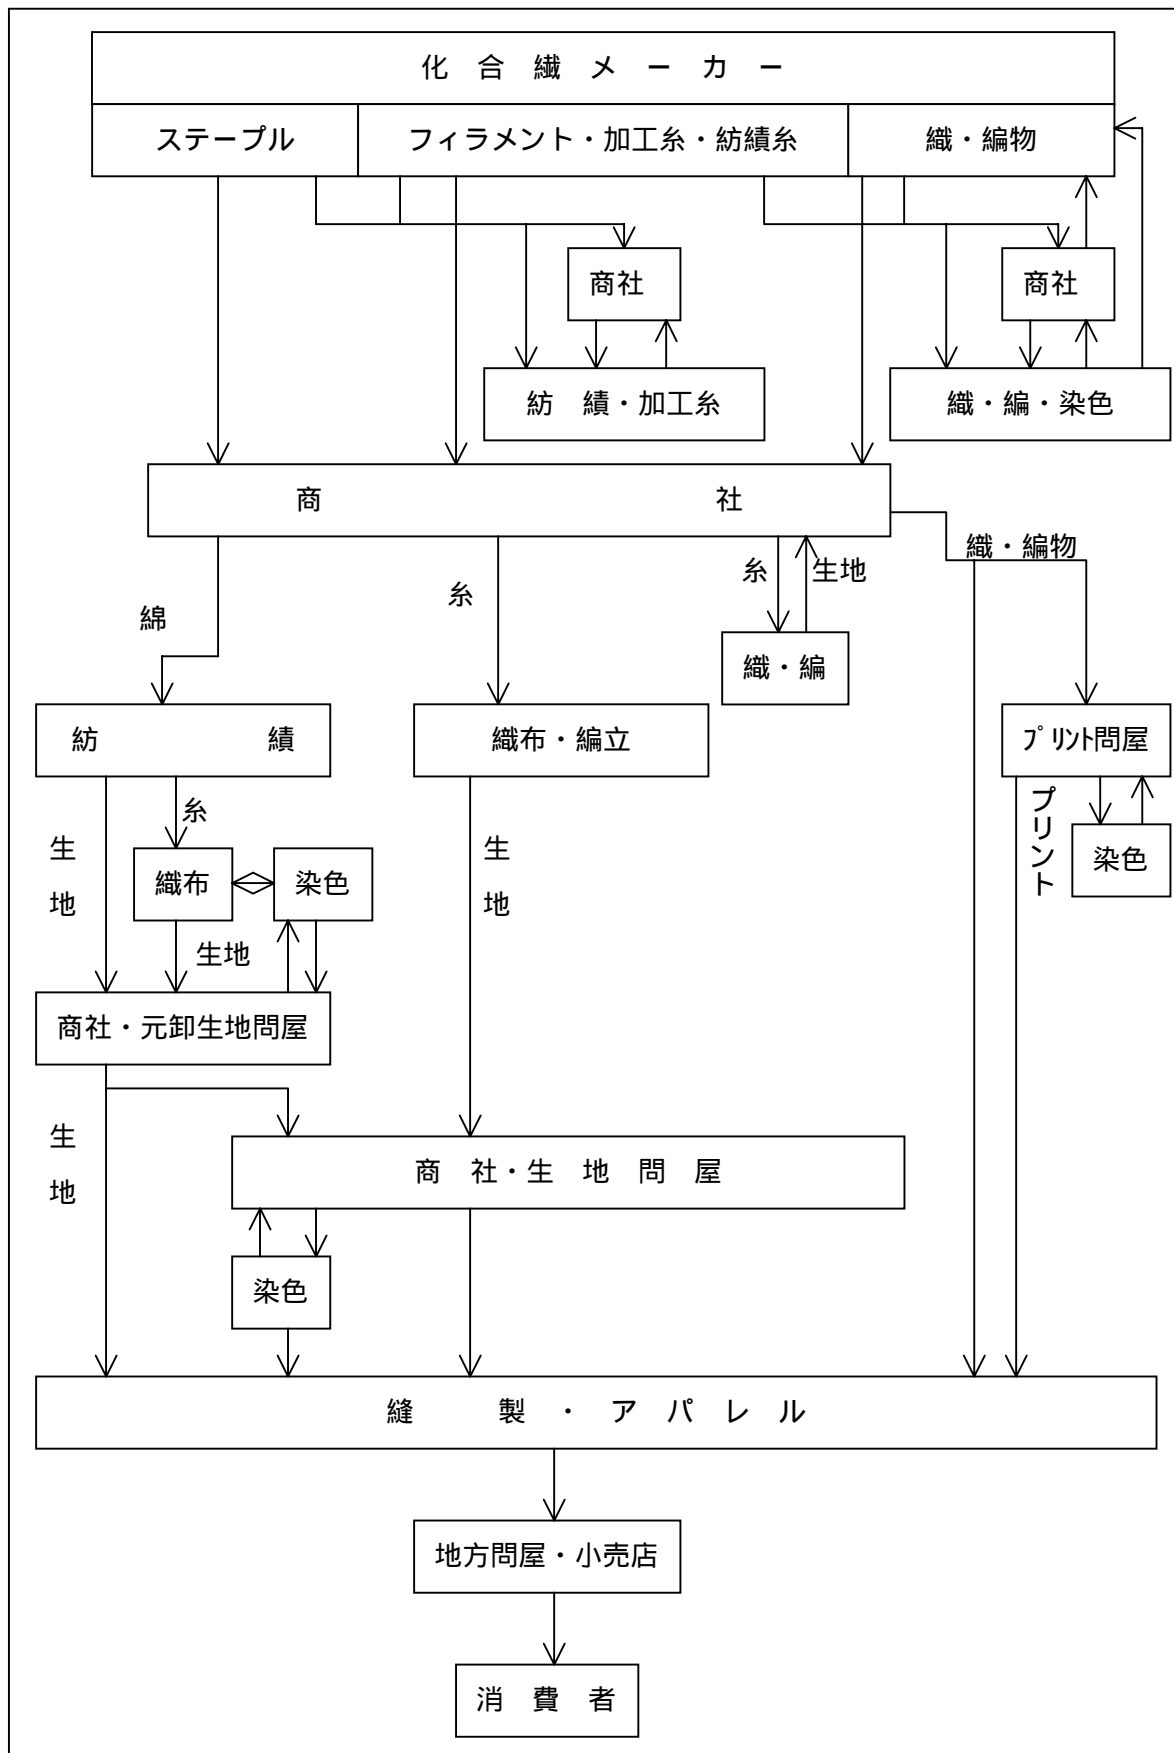 化　合　繊　メ　ー　カ　ー
ステープル
フィラメント・加工糸・紡績糸
織・編物
商社
商社
紡　績・加工糸
織・編・染色
商　社
織・編物
糸
生地
糸
綿
織・編
紡　績
織布・編立
ﾌﾟﾘﾝﾄ問屋
糸
生地
生地
プリント
織布
染色
染色
生地
商社・元卸生地問屋
生地
商　社・生　地　問　屋
染色
縫　製　・　ア　パ　レ　ル
地方問屋・小売店
消　費　者